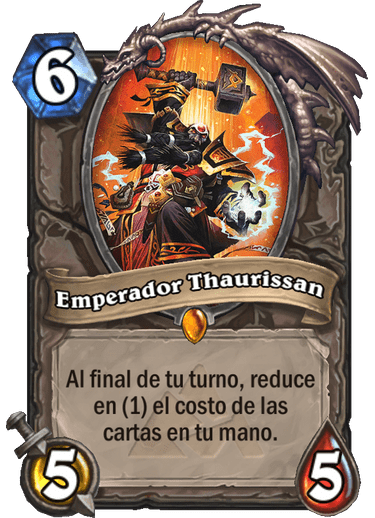 6
Emperador Thaurissan
Al final de tu turno, reduce
en (1) el costo de las
cartas en tu mano.
5
5